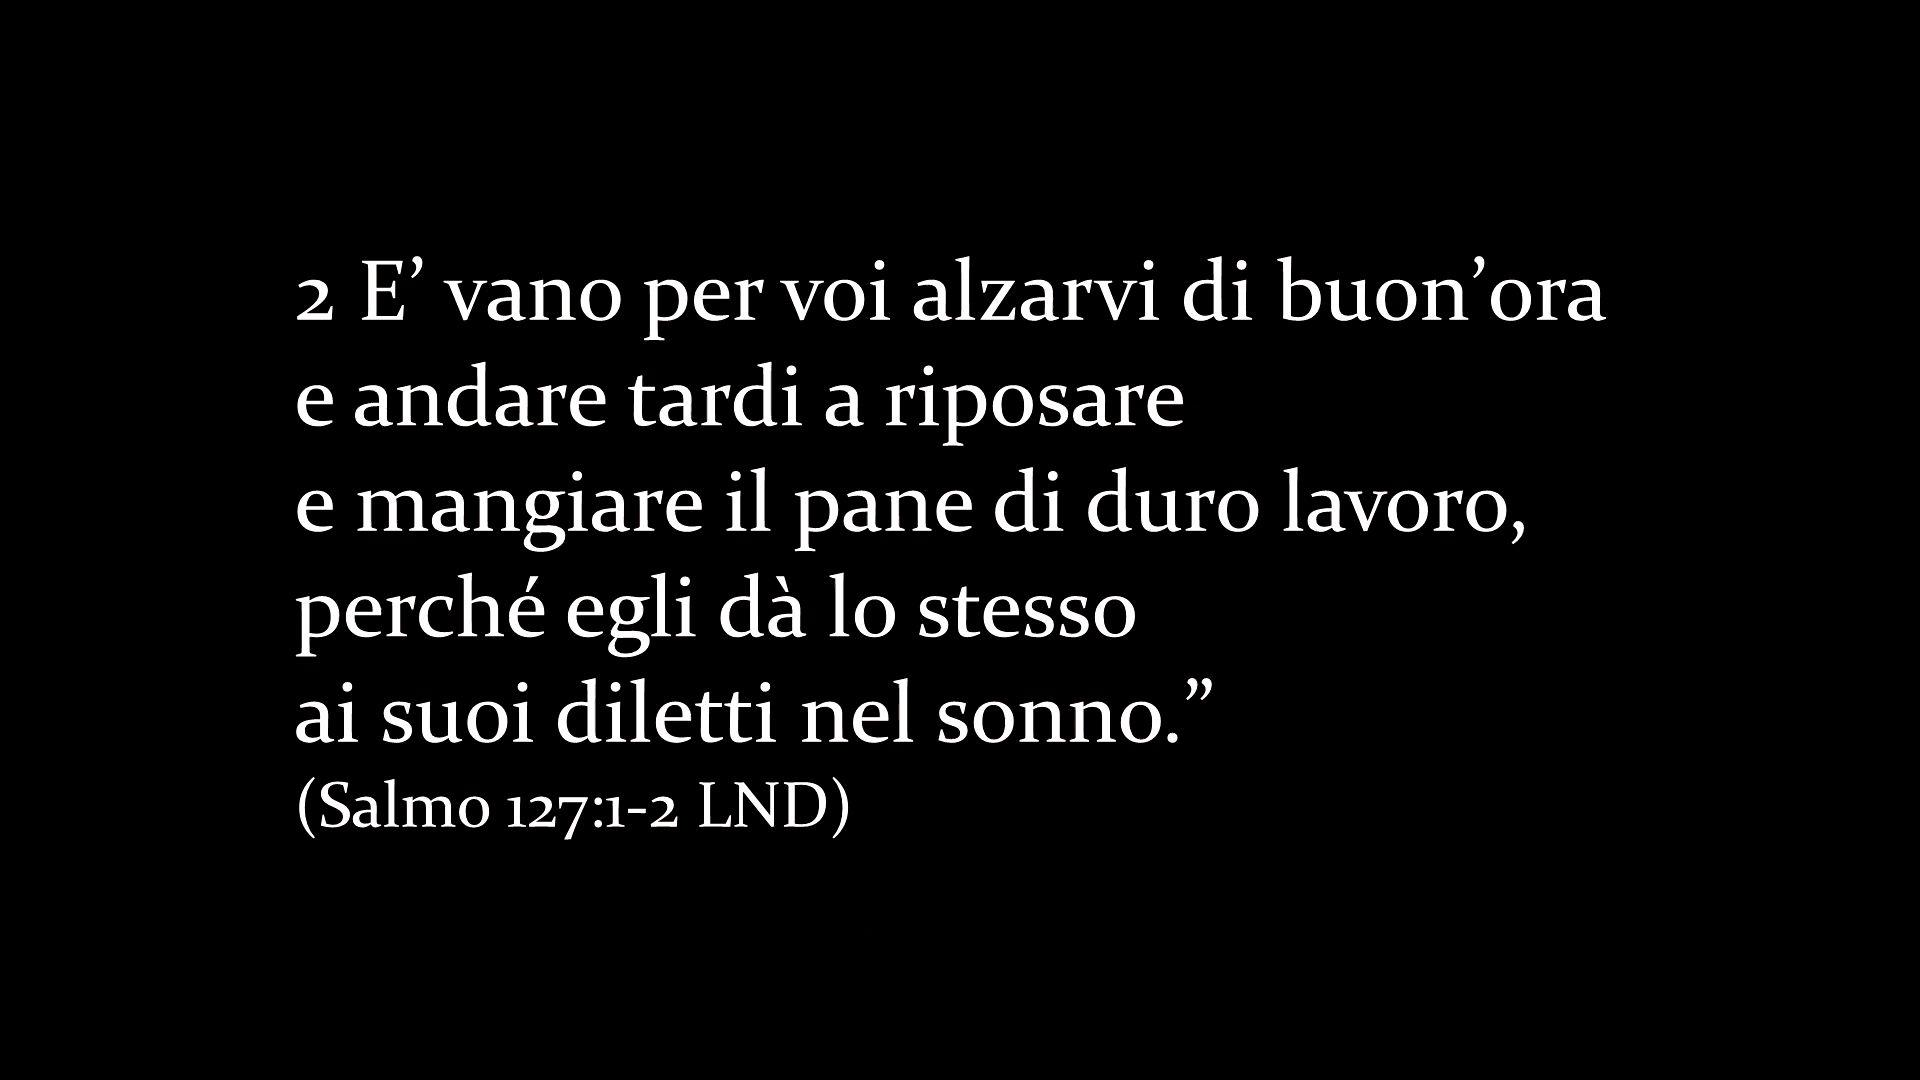 2 E’ vano per voi alzarvi di buon’ora
e andare tardi a riposare
e mangiare il pane di duro lavoro,
perché egli dà lo stesso
ai suoi diletti nel sonno.”
(Salmo 127:1-2 LND)